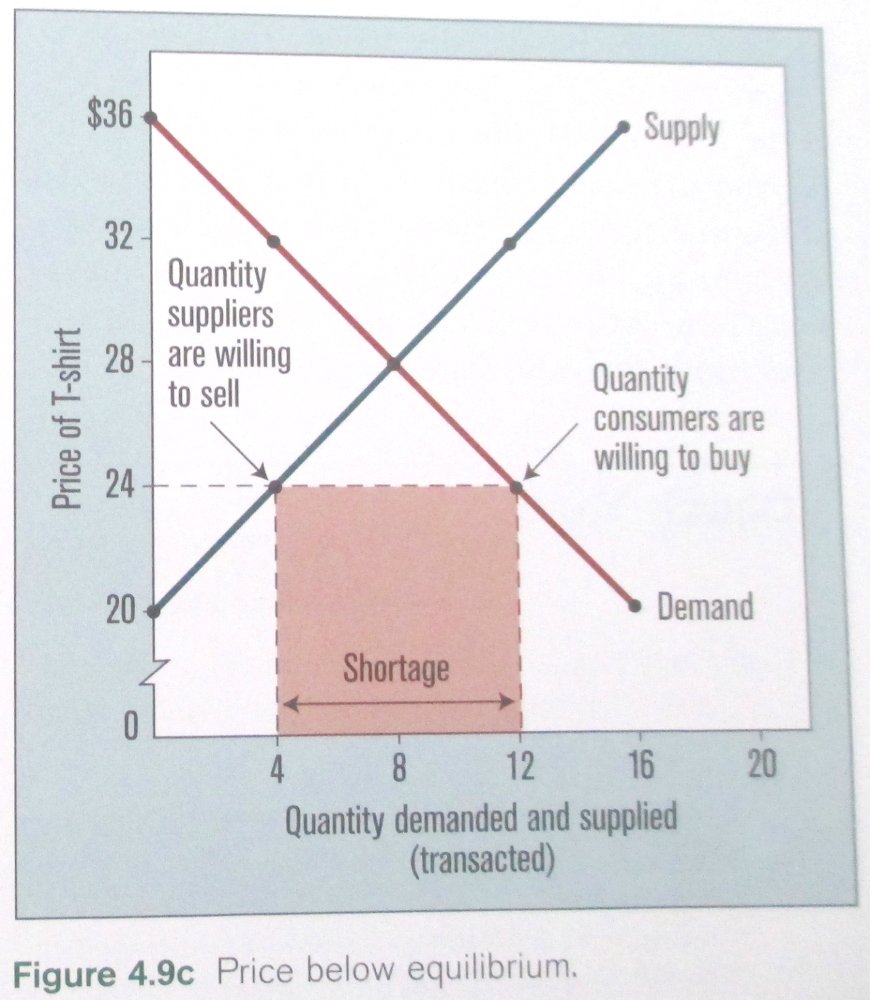 $36
32
28
24
20
0
Price of T-shirt
Supply
Quantity
suppliers
are willing
to sell
Quantity
consumers are
willing to buy
Demand
Shortage
4 8 12 16 20
Quantity demanded and supplied
(transacted)
Figure 4.9c Price below equilibrium.